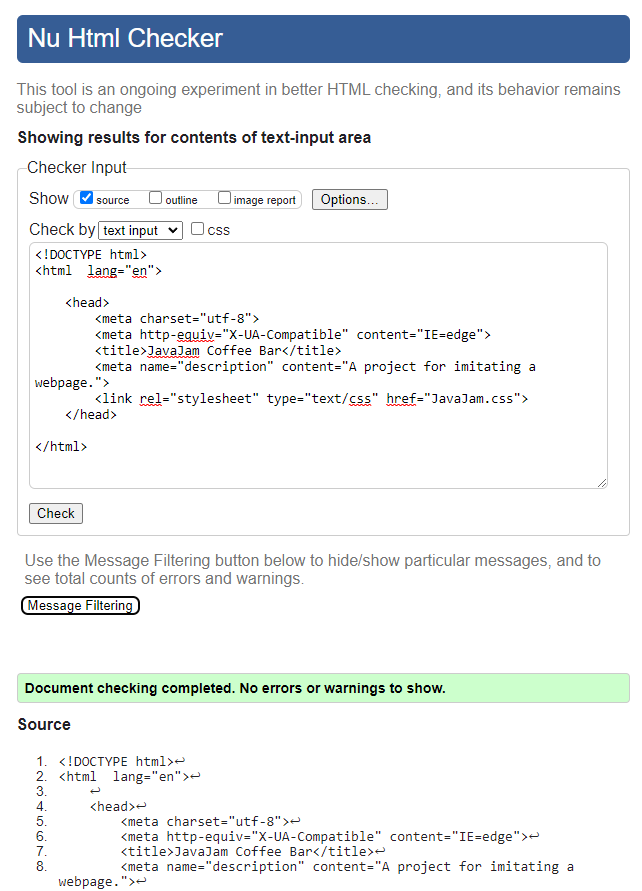 Nu Html Checker
This tool is an ongoing experiment in better HTML checking, and its behavior remains
subject to change
Showing results for contents of text-input area
Checker Input
Show source outline image report Options...
Check by text input css
<!DOCTYPE html>
<html  lang="en">
    <head>
        <meta charset="utf-8">
        <meta http-equiv="X-UA-Compatible" content="IE=edge">
        <title>JavaJam Coffee Bar</title>
        <meta name="description" content="A project for imitating a
webpage.">
        <link rel="stylesheet" type="text/css" href="JavaJam.css">
    </head>
</html>
Check
Use the Message Filtering button below to hide/show particular messages, and to
see total counts of errors and warnings.
Message Filtering
Document checking completed. No errors or warnings to show.
Source
1. <!DOCTYPE html>↩
2. <html  lang="en">↩
3.     ↩
4.     <head>↩
5.         <meta charset="utf-8">↩
6.         <meta http-equiv="X-UA-Compatible" content="IE=edge">↩
7.         <title>JavaJam Coffee Bar</title>↩
8.         <meta name="description" content="A project for imitating a
webpage.">↩